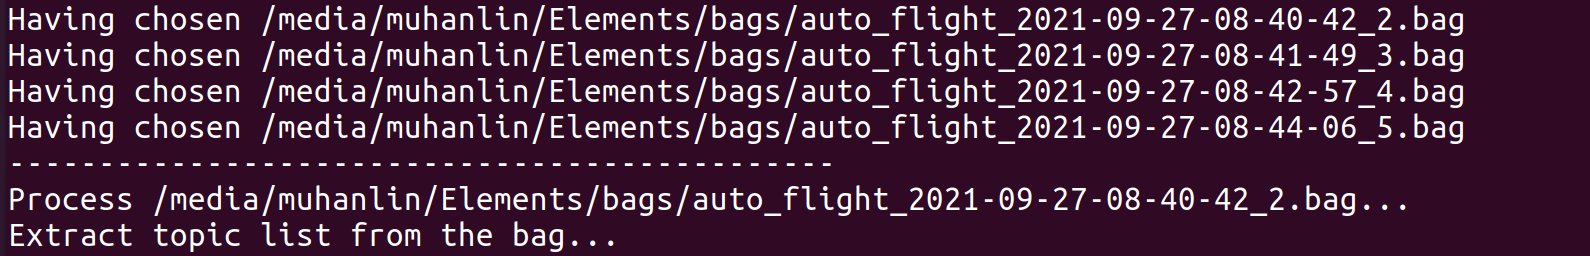 Having chosen /media/muhanlin/Elements/bags/auto_flight_2021-09-27-08-40-42_2.bag
Having chosen /media/muhanlin/Elements/bags/auto_flight_2021-09-27-08-41-49_3.bag
Having chosen /media/muhanlin/Elements/bags/auto_flight_2021-09-27-08-42-57_4.bag
Having chosen /media/muhanlin/Elements/bags/auto_flight_2021-09-27-08-44-06_5.bag
----------------------------------------------
Process /media/muhanlin/Elements/bags/auto_flight_2021-09-27-08-40-42_2.bag...
Extract topic list from the bag...